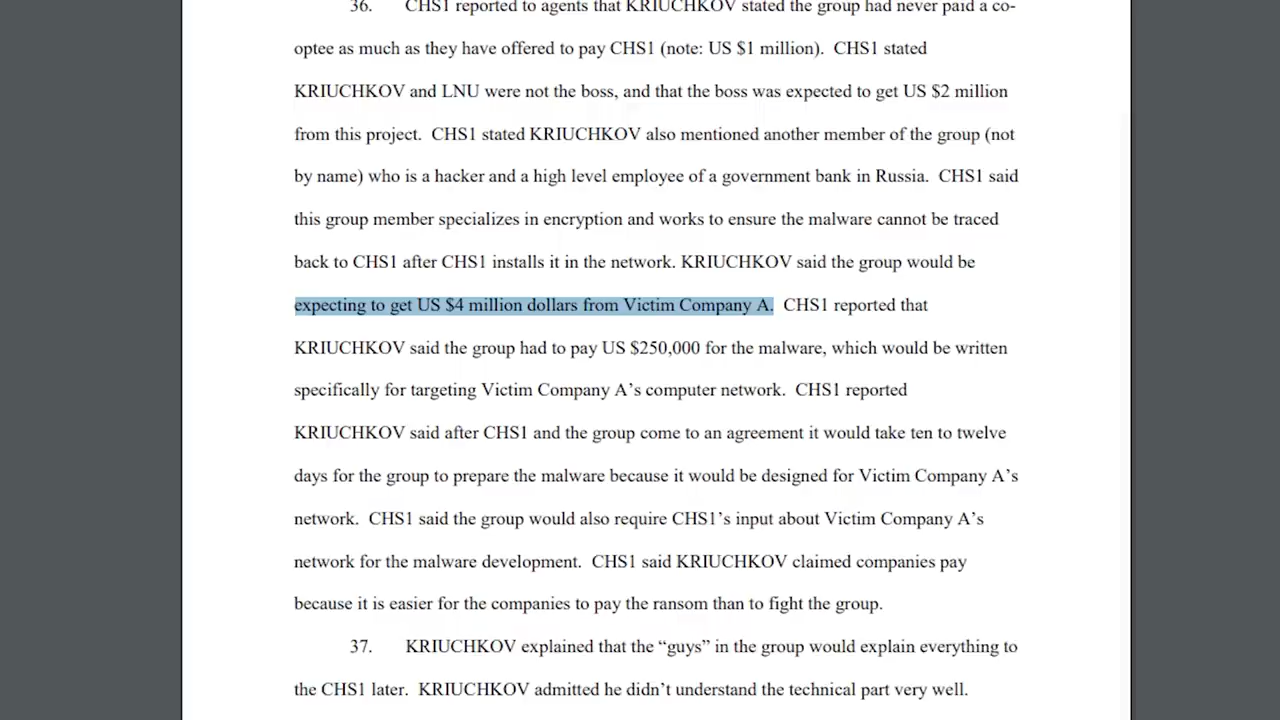 36. CHS1 reported to agents that KRIUCHKOV stated the group had never paid a co-
optee as much as they have offered to pay CHS1 (note: US $1 million). CHS1 stated
KRIUCHKOV and LNU were not the boss, and that the boss was expected to get US $2 million
from this project. CHS1 stated KRIUCHKOV also mentioned another member of the group (not
by name) who is a hacker and a high level employee of a government bank in Russia. CHS1 said
this group member specializes in encryption and works to ensure the malware cannot be traced
back to CHS1 after CHS1 installs it in the network. KRIUCHKOV said the group would be
expecting to get US $4 million dollars from Victim Company A. CHS1 reported that
KRIUCHKOV said the group had to pay US $250,000 for the malware, which would be written
specifically for targeting Victim Company A’s computer network. CHS1 reported
KRIUCHKOV said after CHS1 and the group come to an agreement it would take ten to twelve
days for the group to prepare the malware because it would be designed for Victim Company A’s
network. CHS1 said the group would also require CHS1’s input about Victim Company A’s
network for the malware development. CHS1 said KRIUCHKOV claimed companies pay
because it is easier for the companies to pay the ransom than to fight the group.
37. KRIUCHKOV explained that the “guys” in the group would explain everything to
the CHS1 later. KRIUCHKOV admitted he didn’t understand the technical part very well.